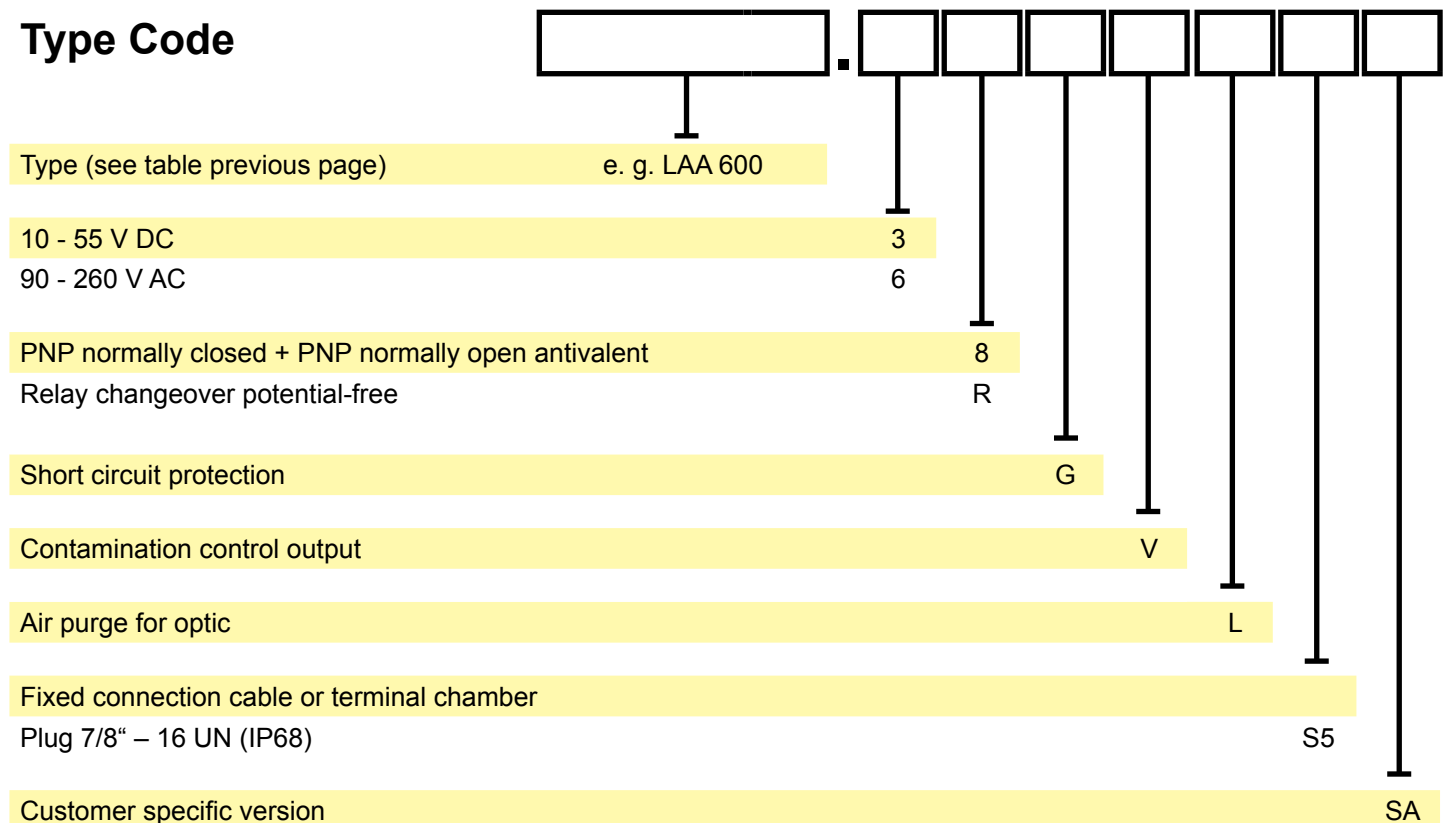 Type Code
.
Type (see table previous page) e. g. LAA 600
10 - 55 V DC 3
90 - 260 V AC 6
PNP normally closed + PNP normally open antivalent 8
Relay changeover potential-free R
Short circuit protection G
Contamination control output V
Air purge for optic L
Fixed connection cable or terminal chamber
Plug 7/8“ – 16 UN (IP68) S5
Customer specific version SA